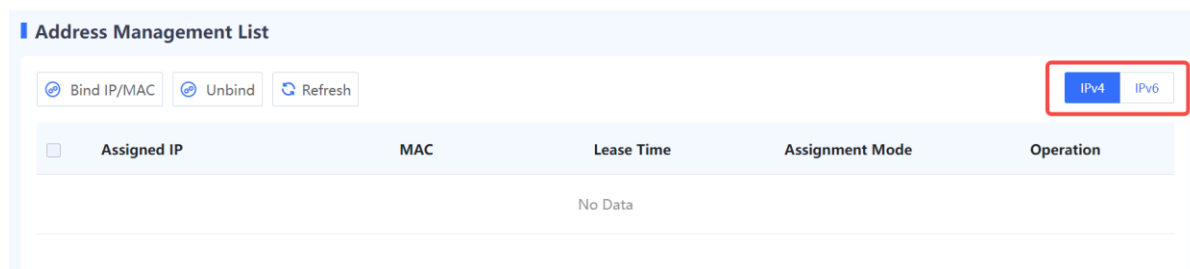 Address Management List
Bind IP/MAC Unbind Refresh IPv4 IPv6
Assigned IP MAC Lease Time Assignment Mode Operation
No Data